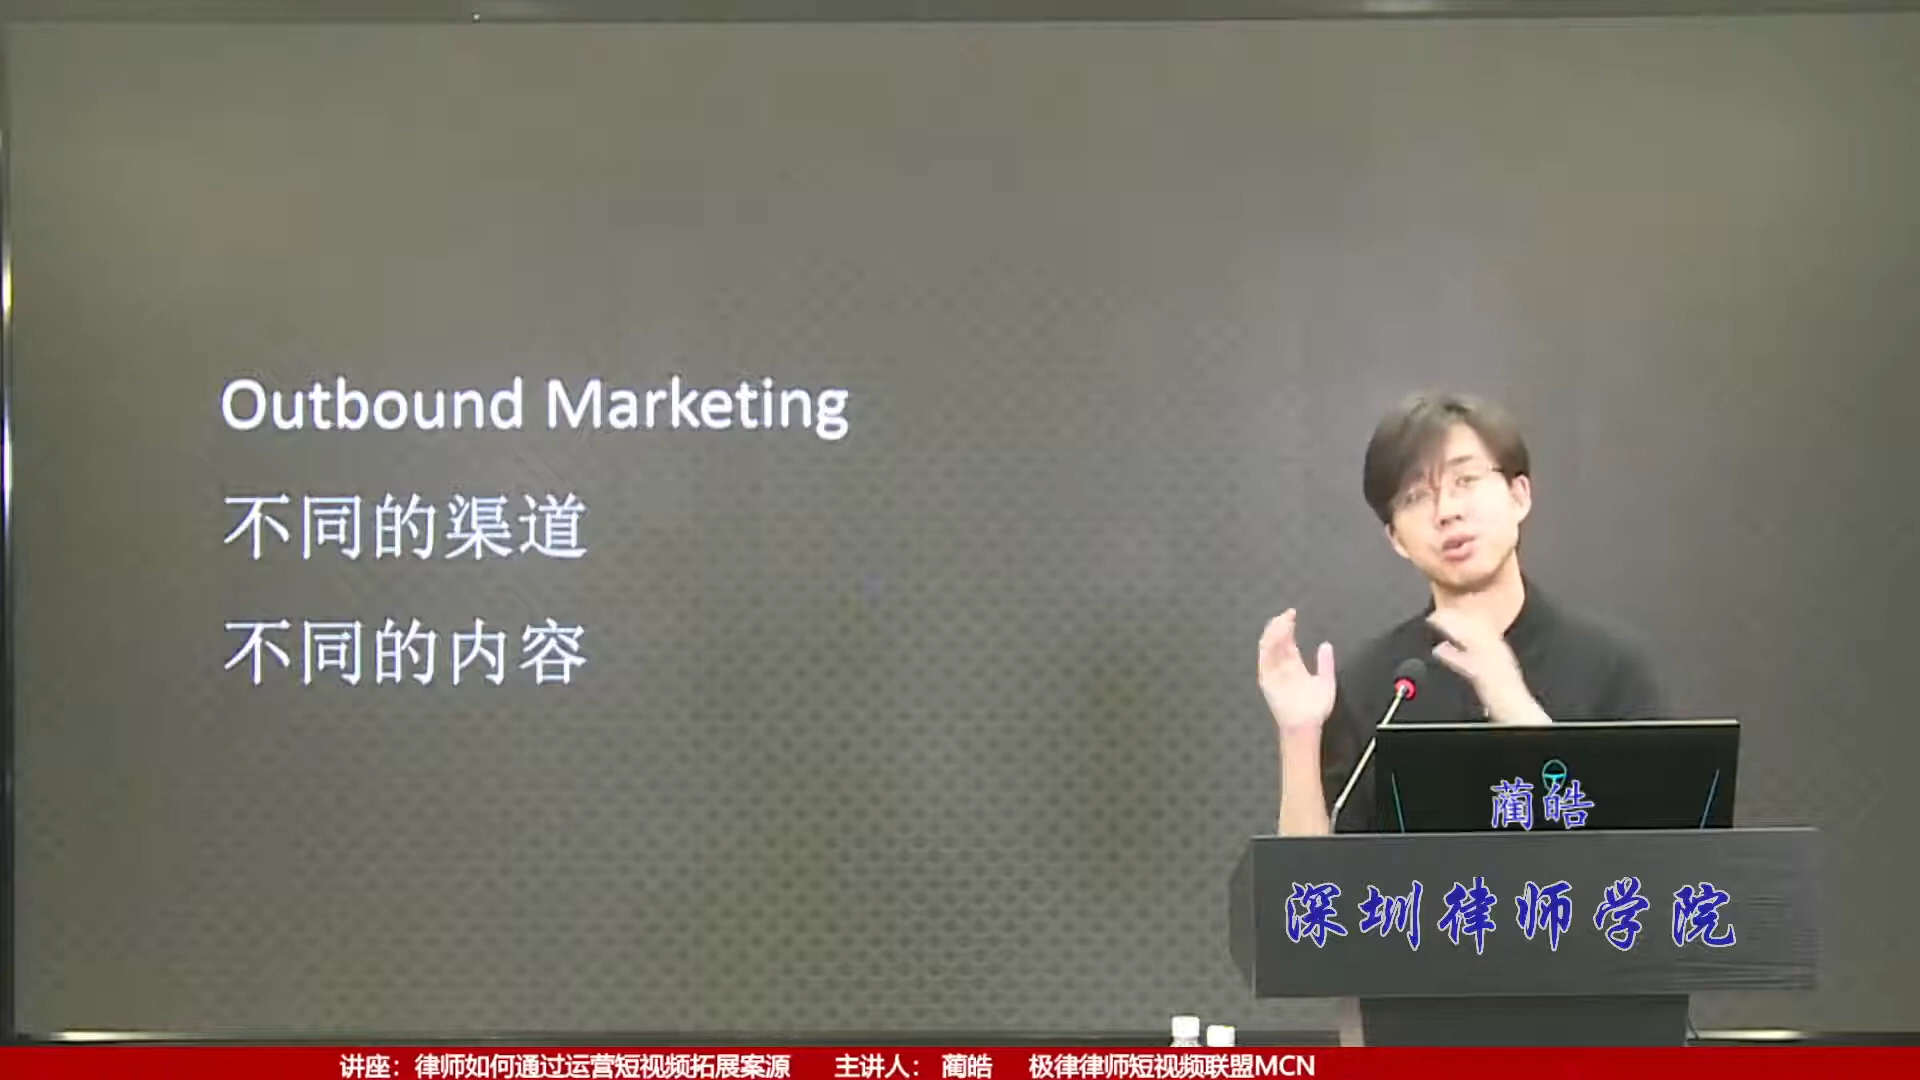 Outbound Marketing
不同的渠道
不同的内容
蔺皓
深圳律师学院
讲座：律师如何通过运营短视频拓展案源 主讲人： 蔺皓 极律律师短视频联盟MCN